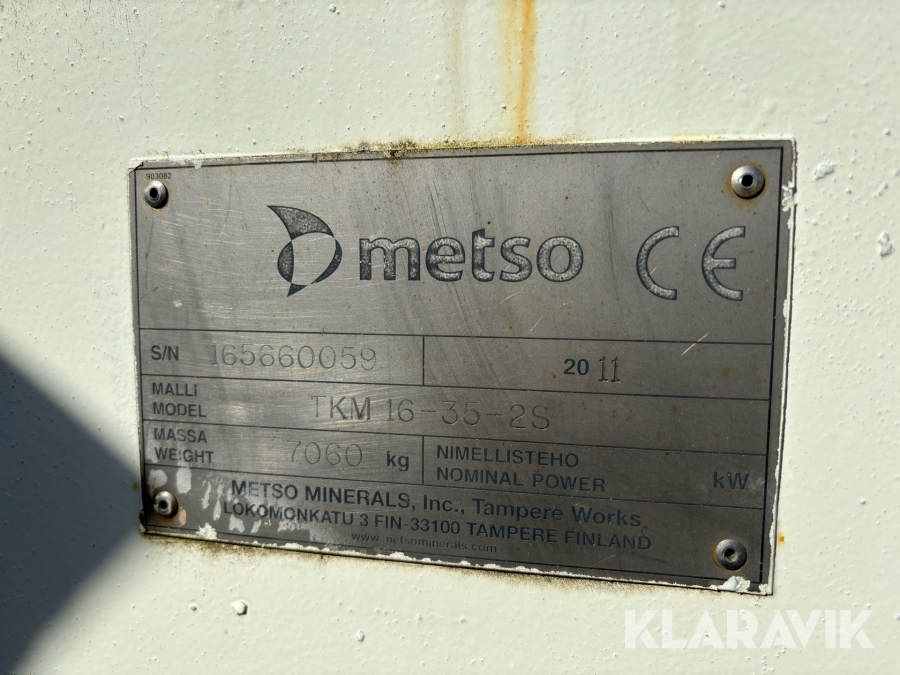 903082
metso CE
S/N 165660059 2011
MALLI
MODEL TKM 16-35-2S
MASSA
WEIGHT 7060 kg
NIMELLISTEHO
NOMINAL POWER kW
METSO MINERALS, Inc., Tampere Works
LOKOMONKATU 3 FIN-33100 TAMPERE FINLAND
www.metsominerals.com
KLARAVIK